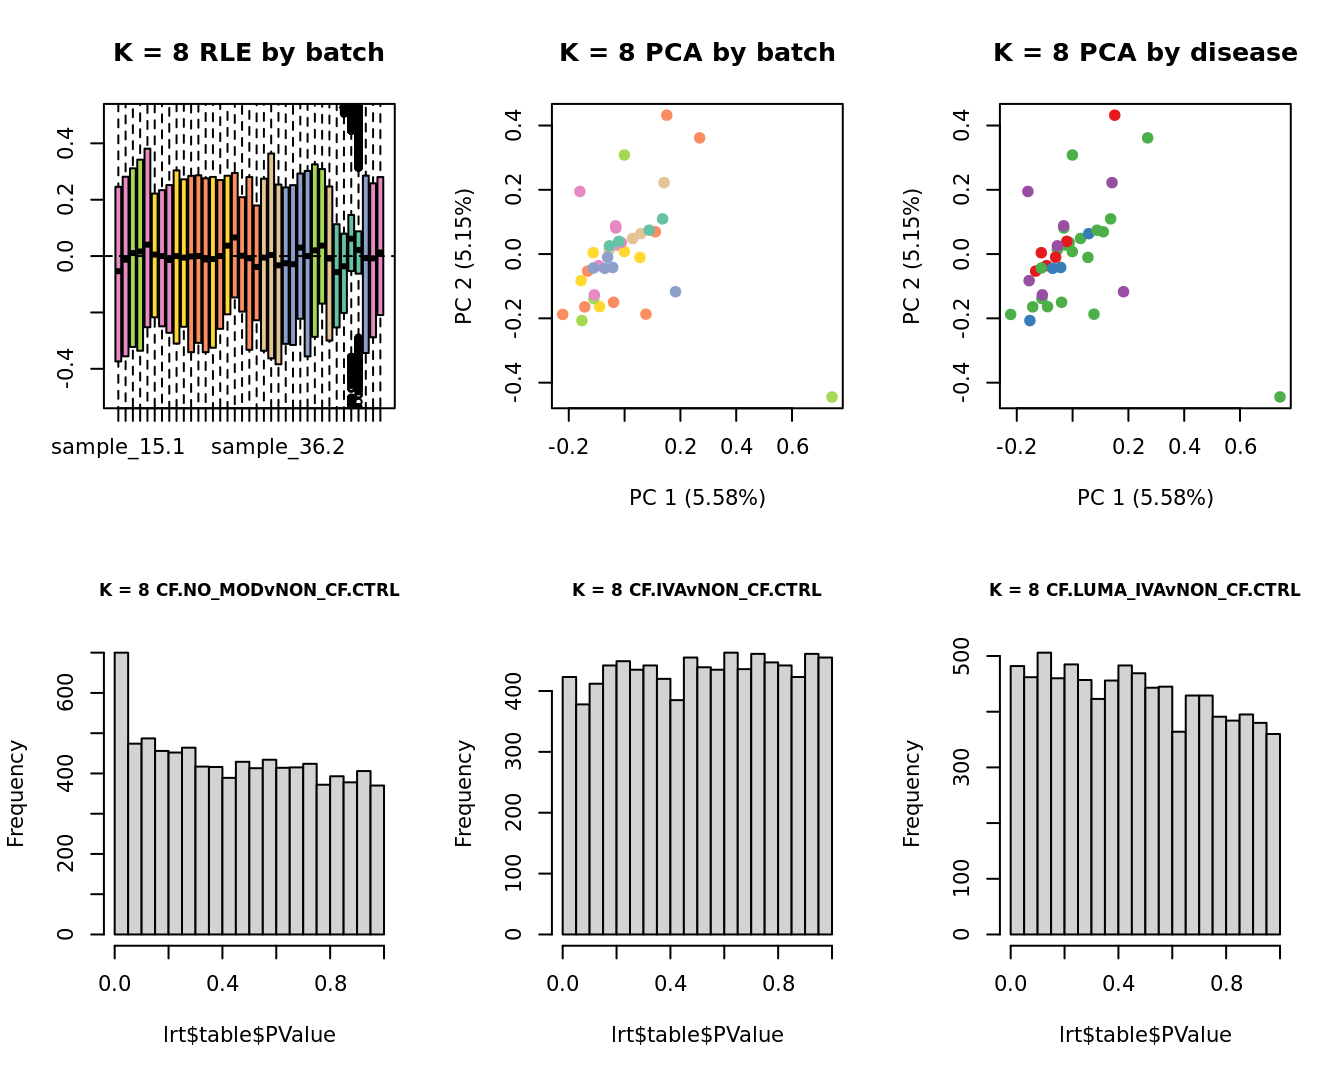 K = 8 RLE by batch
0.4
0.2
0.0
-0.4
sample_15.1 sample_36.2
K = 8 PCA by batch
PC 2 (5.15%)
0.4
0.2
0.0
-0.2
-0.4
-0.2 0.2 0.4 0.6
PC 1 (5.58%)
K = 8 PCA by disease
PC 2 (5.15%)
0.4
0.2
0.0
-0.2
-0.4
-0.2 0.2 0.4 0.6
PC 1 (5.58%)
K = 8 CF.NO_MODvNON_CF.CTRL
Frequency
600
400
200
0
0.0 0.4 0.8
lrt$table$PValue
K = 8 CF.IVAvNON_CF.CTRL
Frequency
400
300
200
100
0
0.0 0.4 0.8
lrt$table$PValue
K = 8 CF.LUMA_IVAvNON_CF.CTRL
Frequency
500
300
100
0
0.0 0.4 0.8
lrt$table$PValue